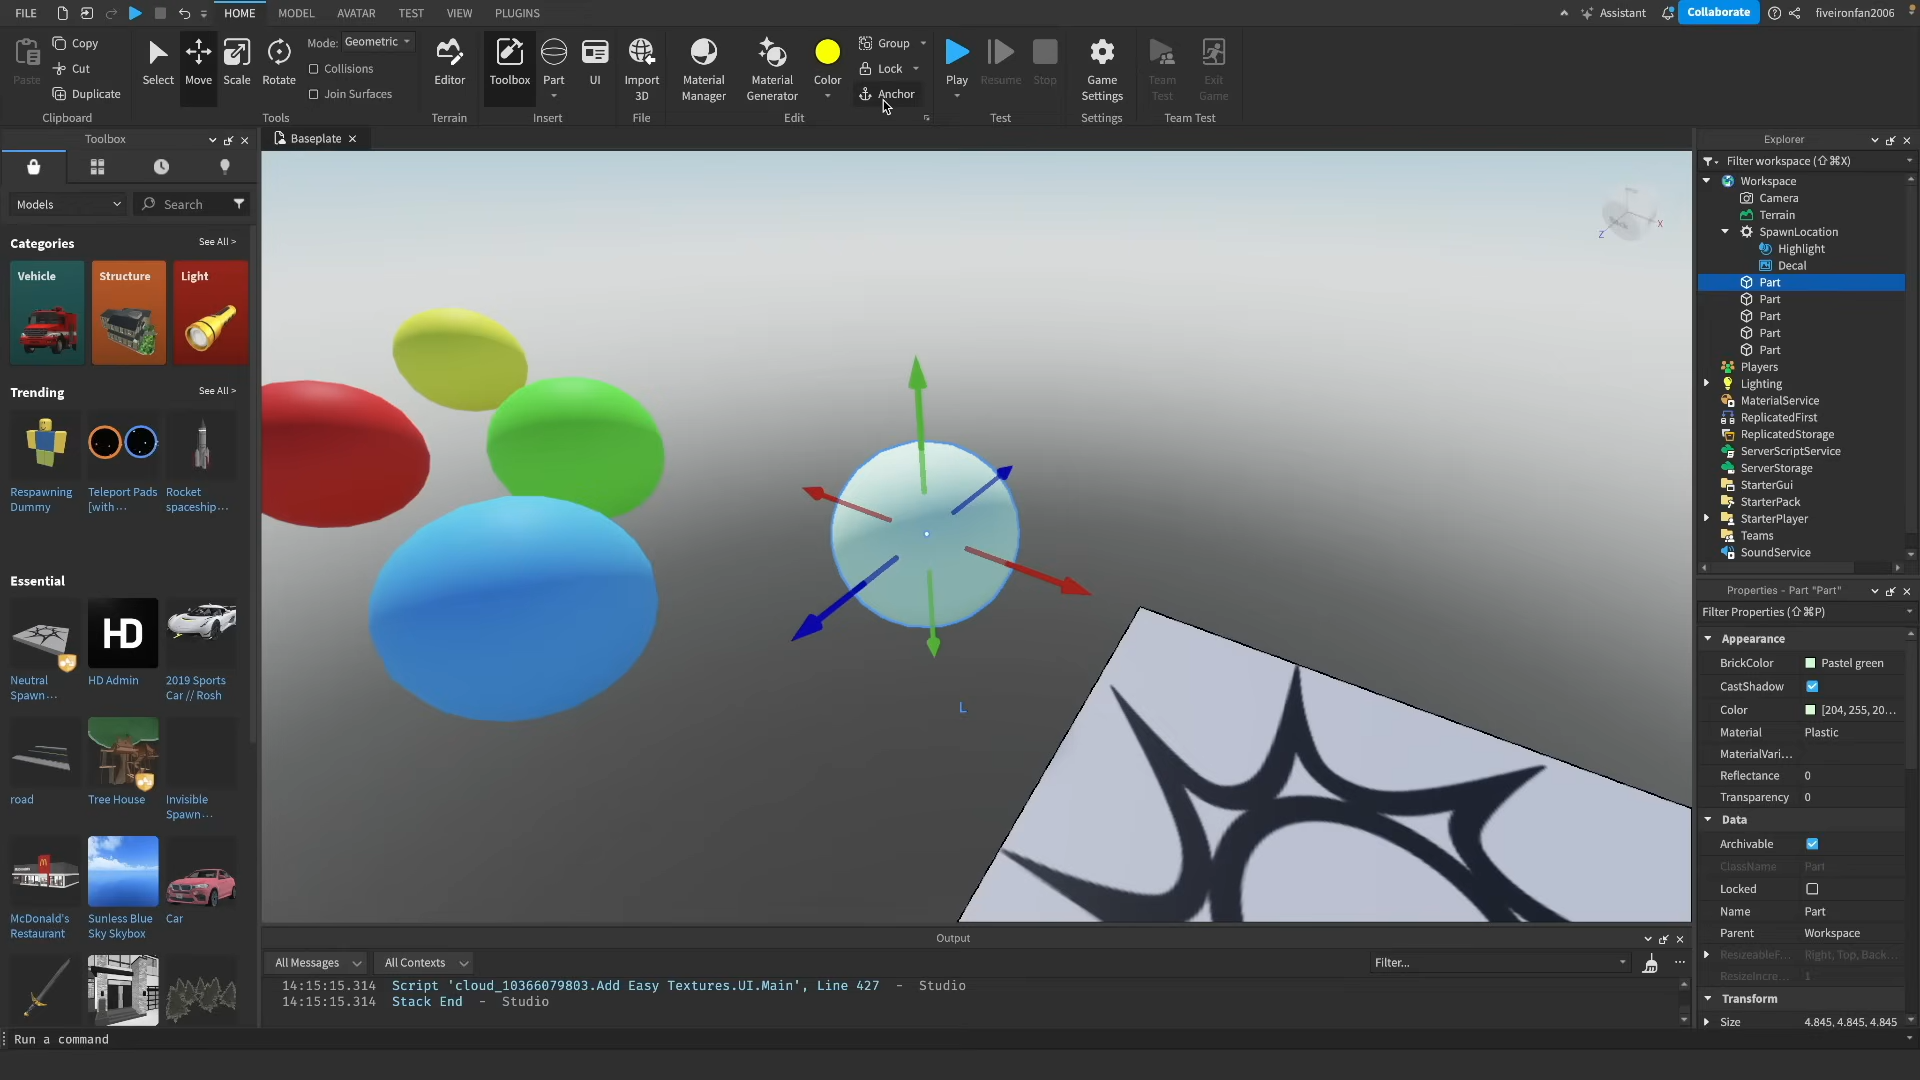 FILE
HOME
MODEL
AVATAR
TEST
VIEW
PLUGINS
Assistant
Collaborate
fiveironfan2006
Paste
Copy
Cut
Duplicate
Clipboard
Select
Move
Scale
Rotate
Mode: Geometric
Collisions
Join Surfaces
Tools
Editor
Terrain
Toolbox
Part
UI
Insert
Import
3D
File
Material
Manager
Material
Generator
Color
Group
Lock
Anchor
Edit
Play
Resume
Stop
Test
Game
Settings
Settings
Team
Test
Exit
Game
Team Test
Toolbox
Models
Search
Categories
See All >
Vehicle
Structure
Light
Trending
See All >
Respawning
Dummy
Teleport Pads
[with...
Rocket
spaceship...
Essential
HD
Neutral
Spawn...
HD Admin
2019 Sports
Car // Rosh
road
Tree House
Invisible
Spawn...
McDonald's
McDonald's
Restaurant
Sunless Blue
Sky Skybox
Car
Baseplate
X
Z
L
Output
All Messages
All Contexts
Filter...
14:15:15.314 Script 'cloud_10366079803.Add Easy Textures.UI.Main', Line 427 - Studio
14:15:15.314 Stack End - Studio
Run a command
Explorer
Filter workspace (⇧⌘X)
Workspace
Camera
Terrain
SpawnLocation
Highlight
Decal
Part
Part
Part
Part
Part
Players
Lighting
MaterialService
ReplicatedFirst
ReplicatedStorage
ServerScriptService
ServerStorage
StarterGui
StarterPack
StarterPlayer
Teams
SoundService
Properties - Part "Part"
Filter Properties (⇧⌘P)
Appearance
BrickColor Pastel green
CastShadow
Color [204, 255, 20...
Material Plastic
MaterialVari...
Reflectance 0
Transparency 0
Data
Archivable
ClassName Part
Locked
Name Part
Parent Workspace
ResizeableF... Right, Top, Back...
ResizeIncre... 1
Transform
Size 4.845, 4.845, 4.845